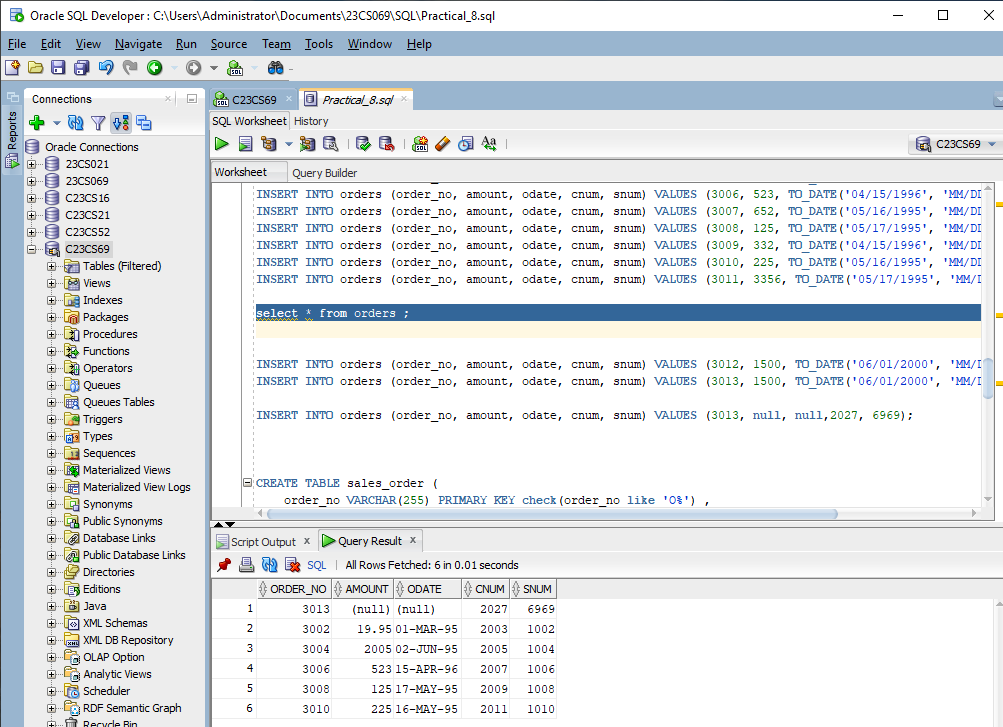 Oracle SQL Developer : C:\Users\Administrator\Documents\23CS069\SQL\Practical_8.sql
File Edit View Navigate Run Source Team Tools Window Help
Reports
Connections
Oracle Connections
23CS021
23CS069
C23CS16
C23CS21
C23CS52
C23CS69
Tables (Filtered)
Views
Indexes
Packages
Procedures
Functions
Operators
Queues
Queues Tables
Triggers
Types
Sequences
Materialized Views
Materialized View Logs
Synonyms
Public Synonyms
Database Links
Public Database Links
Directories
Editions
Java
XML Schemas
XML DB Repository
OLAP Option
Analytic Views
Scheduler
RDF Semantic Graph
Recycle Bin
C23CS69 Practical_8.sql
SQL Worksheet History
C23CS69
Worksheet Query Builder
INSERT INTO orders (order_no, amount, odate, cnum, snum) VALUES (3006, 523, TO_DATE('04/15/1996', 'MM/DD
INSERT INTO orders (order_no, amount, odate, cnum, snum) VALUES (3007, 652, TO_DATE('05/16/1995', 'MM/DD
INSERT INTO orders (order_no, amount, odate, cnum, snum) VALUES (3008, 125, TO_DATE('05/17/1995', 'MM/DD
INSERT INTO orders (order_no, amount, odate, cnum, snum) VALUES (3009, 332, TO_DATE('04/15/1996', 'MM/DD
INSERT INTO orders (order_no, amount, odate, cnum, snum) VALUES (3010, 225, TO_DATE('05/16/1995', 'MM/DD
INSERT INTO orders (order_no, amount, odate, cnum, snum) VALUES (3011, 3356, TO_DATE('05/17/1995', 'MM/D
select * from orders ;
INSERT INTO orders (order_no, amount, odate, cnum, snum) VALUES (3012, 1500, TO_DATE('06/01/2000', 'MM/D
INSERT INTO orders (order_no, amount, odate, cnum, snum) VALUES (3013, 1500, TO_DATE('06/01/2000', 'MM/D
INSERT INTO orders (order_no, amount, odate, cnum, snum) VALUES (3013, null, null,2027, 6969);
CREATE TABLE sales_order (
order_no VARCHAR(255) PRIMARY KEY check(order_no like 'O%') ,
Script Output x Query Result x
SQL All Rows Fetched: 6 in 0.01 seconds
ORDER_NO AMOUNT ODATE CNUM SNUM
1 3013 (null) (null) 2027 6969
2 3002 19.95 01-MAR-95 2003 1002
3 3004 2005 02-JUN-95 2005 1004
4 3006 523 15-APR-96 2007 1006
5 3008 125 17-MAY-95 2009 1008
6 3010 225 16-MAY-95 2011 1010